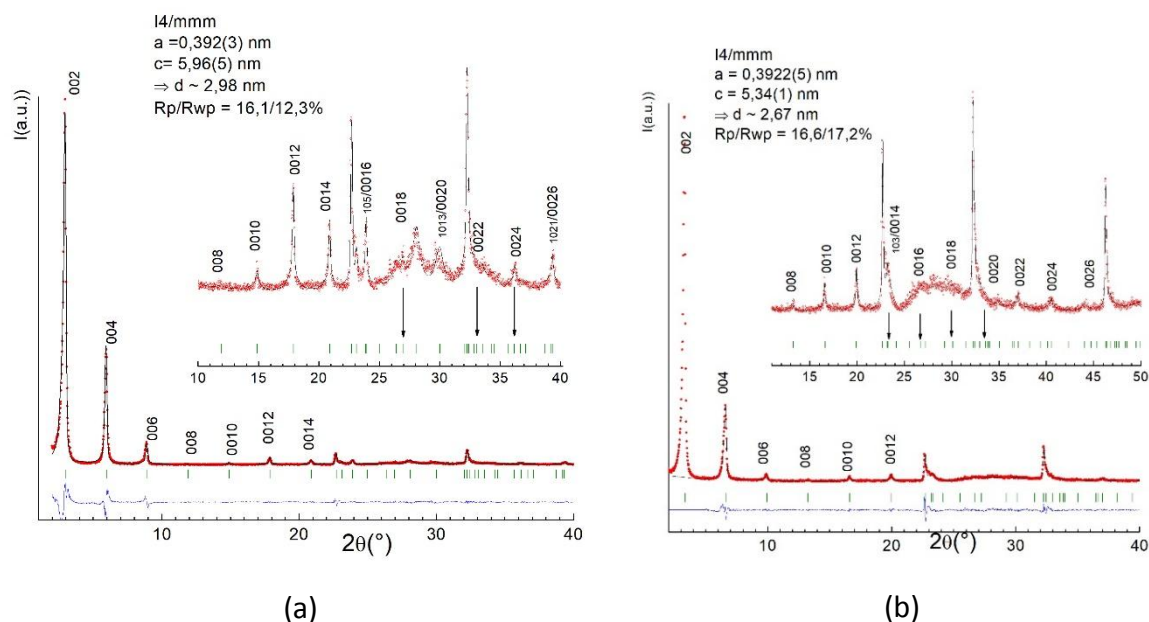 I4/mmm
a =0,392(3) nm
c= 5,96(5) nm
⇒ d ~ 2,98 nm
Rp/Rwp = 16,1/12,3%
I(a.u.)
002
004
006
008
0010
0012
0014
008
0010
0012
0014
105/0016
0018
1013/0020
0022
0024
1021/0026
10 15 20 25 30 35 40
10 20 30 40
2θ(°)
(a)
I4/mmm
a = 0,3922(5) nm
c = 5,34(1) nm
⇒ d ~ 2,67 nm
Rp/Rwp = 16,6/17,2%
I(a.u.)
002
004
006
008
0010
0012
008
0010
0012
103/0014
0016
0018
0020
0022
0024
0026
15 20 25 30 35 40 45 50
10 20 30 40
2θ(°)
(b)